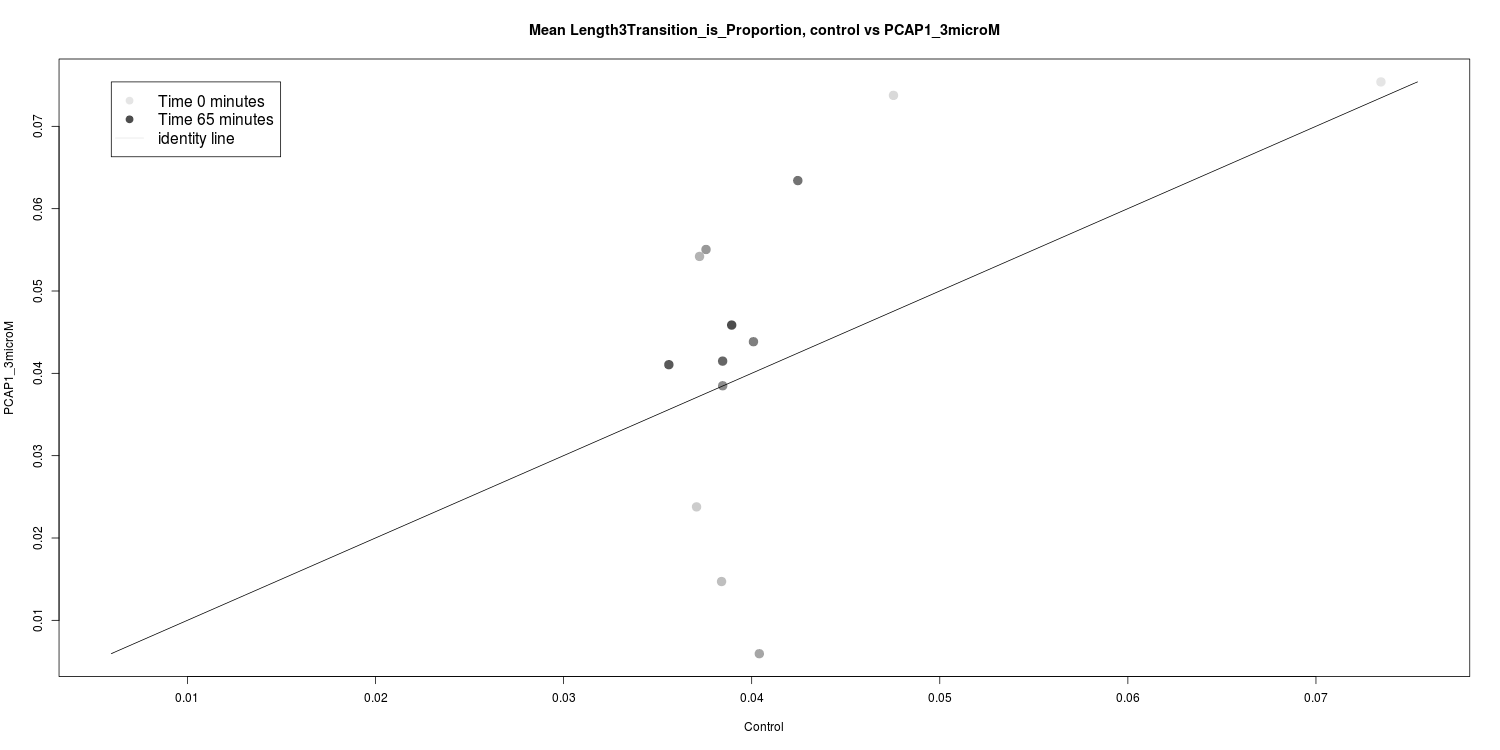 Mean Length3Transition_is_Proportion, control vs PCAP1_3microM
Time 0 minutes
Time 65 minutes
identity line
PCAP1_3microM
0.07
0.06
0.05
0.04
0.03
0.02
0.01
0.01 0.02 0.03 0.04 0.05 0.06 0.07
Control